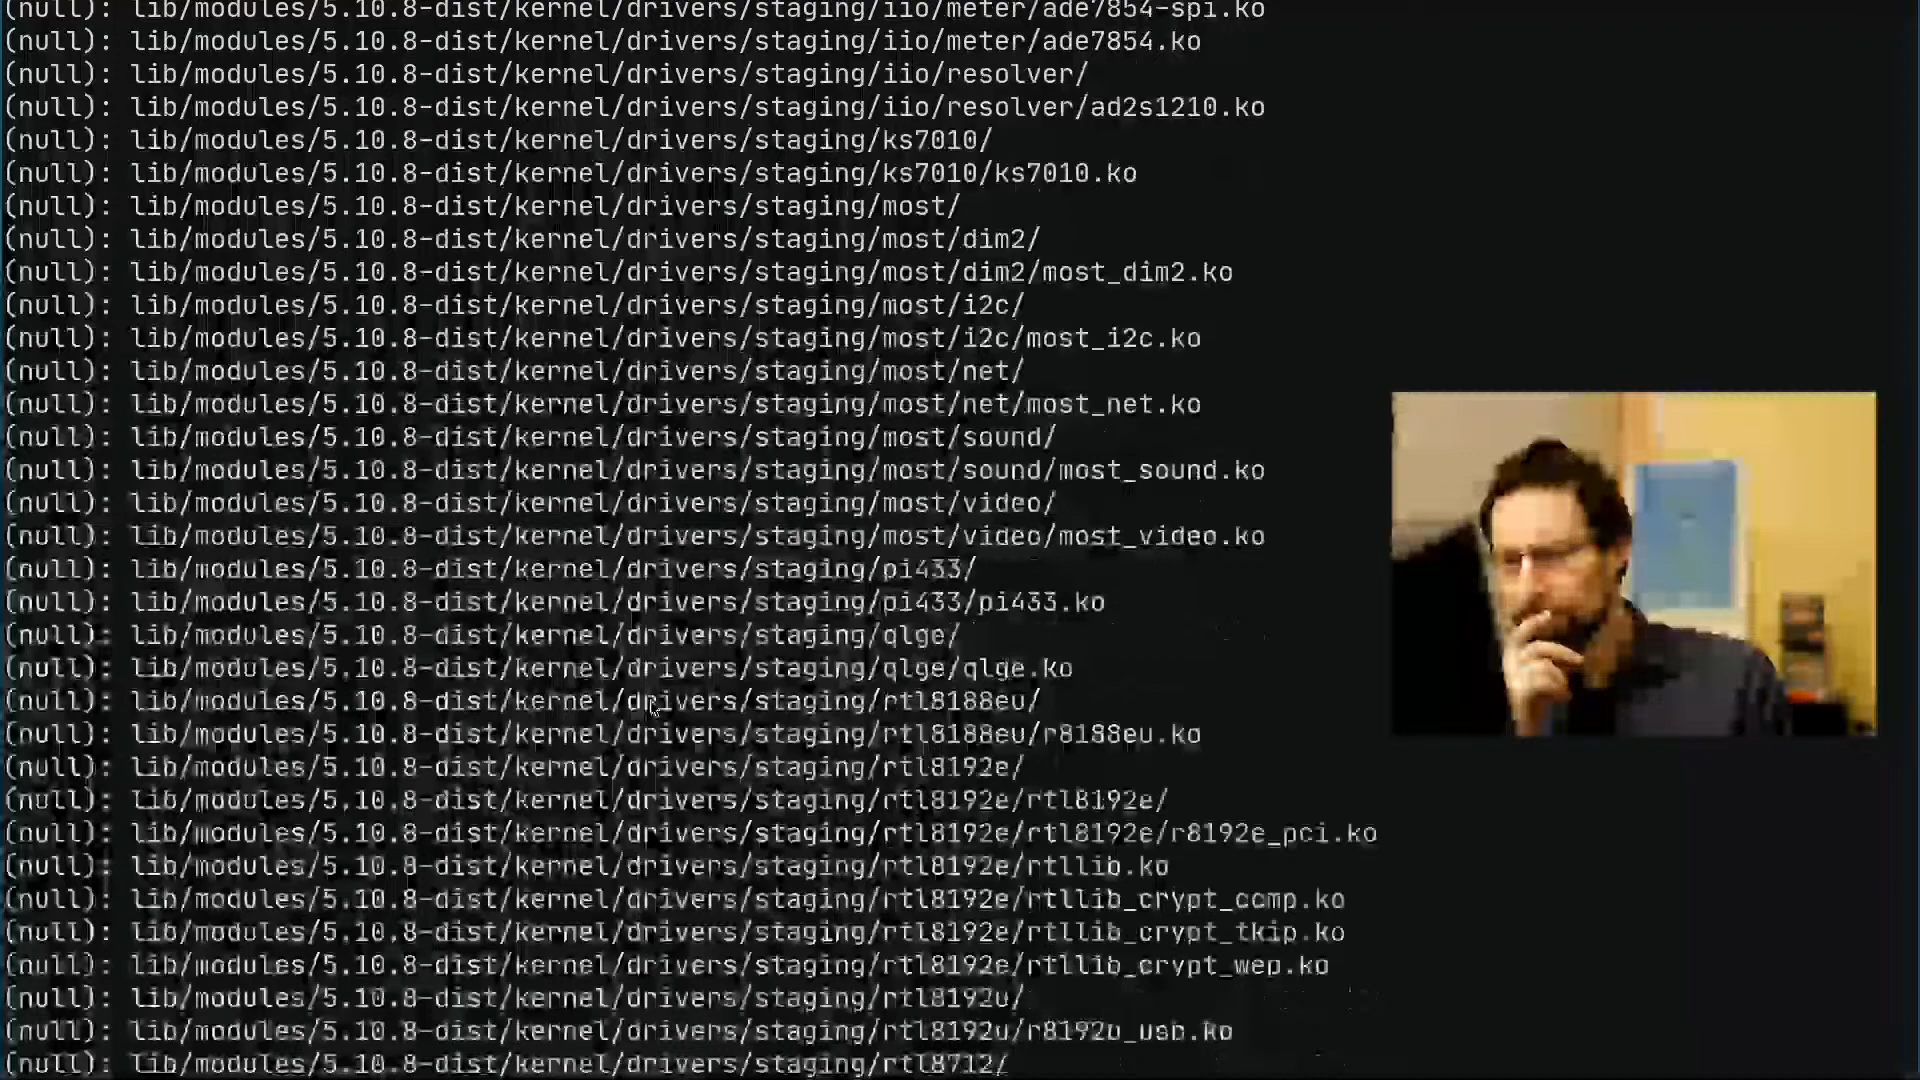 (null): lib/modules/5.10.8-dist/kernel/drivers/staging/iio/meter/ade7854-spi.ko
(null): lib/modules/5.10.8-dist/kernel/drivers/staging/iio/meter/ade7854.ko
(null): lib/modules/5.10.8-dist/kernel/drivers/staging/iio/resolver/
(null): lib/modules/5.10.8-dist/kernel/drivers/staging/iio/resolver/ad2s1210.ko
(null): lib/modules/5.10.8-dist/kernel/drivers/staging/ks7010/
(null): lib/modules/5.10.8-dist/kernel/drivers/staging/ks7010/ks7010.ko
(null): lib/modules/5.10.8-dist/kernel/drivers/staging/most/
(null): lib/modules/5.10.8-dist/kernel/drivers/staging/most/dim2/
(null): lib/modules/5.10.8-dist/kernel/drivers/staging/most/dim2/most_dim2.ko
(null): lib/modules/5.10.8-dist/kernel/drivers/staging/most/i2c/
(null): lib/modules/5.10.8-dist/kernel/drivers/staging/most/i2c/most_i2c.ko
(null): lib/modules/5.10.8-dist/kernel/drivers/staging/most/net/
(null): lib/modules/5.10.8-dist/kernel/drivers/staging/most/net/most_net.ko
(null): lib/modules/5.10.8-dist/kernel/drivers/staging/most/sound/
(null): lib/modules/5.10.8-dist/kernel/drivers/staging/most/sound/most_sound.ko
(null): lib/modules/5.10.8-dist/kernel/drivers/staging/most/video/
(null): lib/modules/5.10.8-dist/kernel/drivers/staging/most/video/most_video.ko
(null): lib/modules/5.10.8-dist/kernel/drivers/staging/pi433/
(null): lib/modules/5.10.8-dist/kernel/drivers/staging/pi433/pi433.ko
(null): lib/modules/5.10.8-dist/kernel/drivers/staging/qlge/
(null): lib/modules/5.10.8-dist/kernel/drivers/staging/qlge/qlge.ko
(null): lib/modules/5.10.8-dist/kernel/drivers/staging/rtl8188eu/
(null): lib/modules/5.10.8-dist/kernel/drivers/staging/rtl8188eu/r8188eu.ko
(null): lib/modules/5.10.8-dist/kernel/drivers/staging/rtl8192e/
(null): lib/modules/5.10.8-dist/kernel/drivers/staging/rtl8192e/rtl8192e/
(null): lib/modules/5.10.8-dist/kernel/drivers/staging/rtl8192e/rtl8192e/r8192e_pci.ko
(null): lib/modules/5.10.8-dist/kernel/drivers/staging/rtl8192e/rtllib.ko
(null): lib/modules/5.10.8-dist/kernel/drivers/staging/rtl8192e/rtllib_crypt_ccmp.ko
(null): lib/modules/5.10.8-dist/kernel/drivers/staging/rtl8192e/rtllib_crypt_tkip.ko
(null): lib/modules/5.10.8-dist/kernel/drivers/staging/rtl8192e/rtllib_crypt_wep.ko
(null): lib/modules/5.10.8-dist/kernel/drivers/staging/rtl8192u/
(null): lib/modules/5.10.8-dist/kernel/drivers/staging/rtl8192u/r8192u_usb.ko
(null): lib/modules/5.10.8-dist/kernel/drivers/staging/rtl8712/